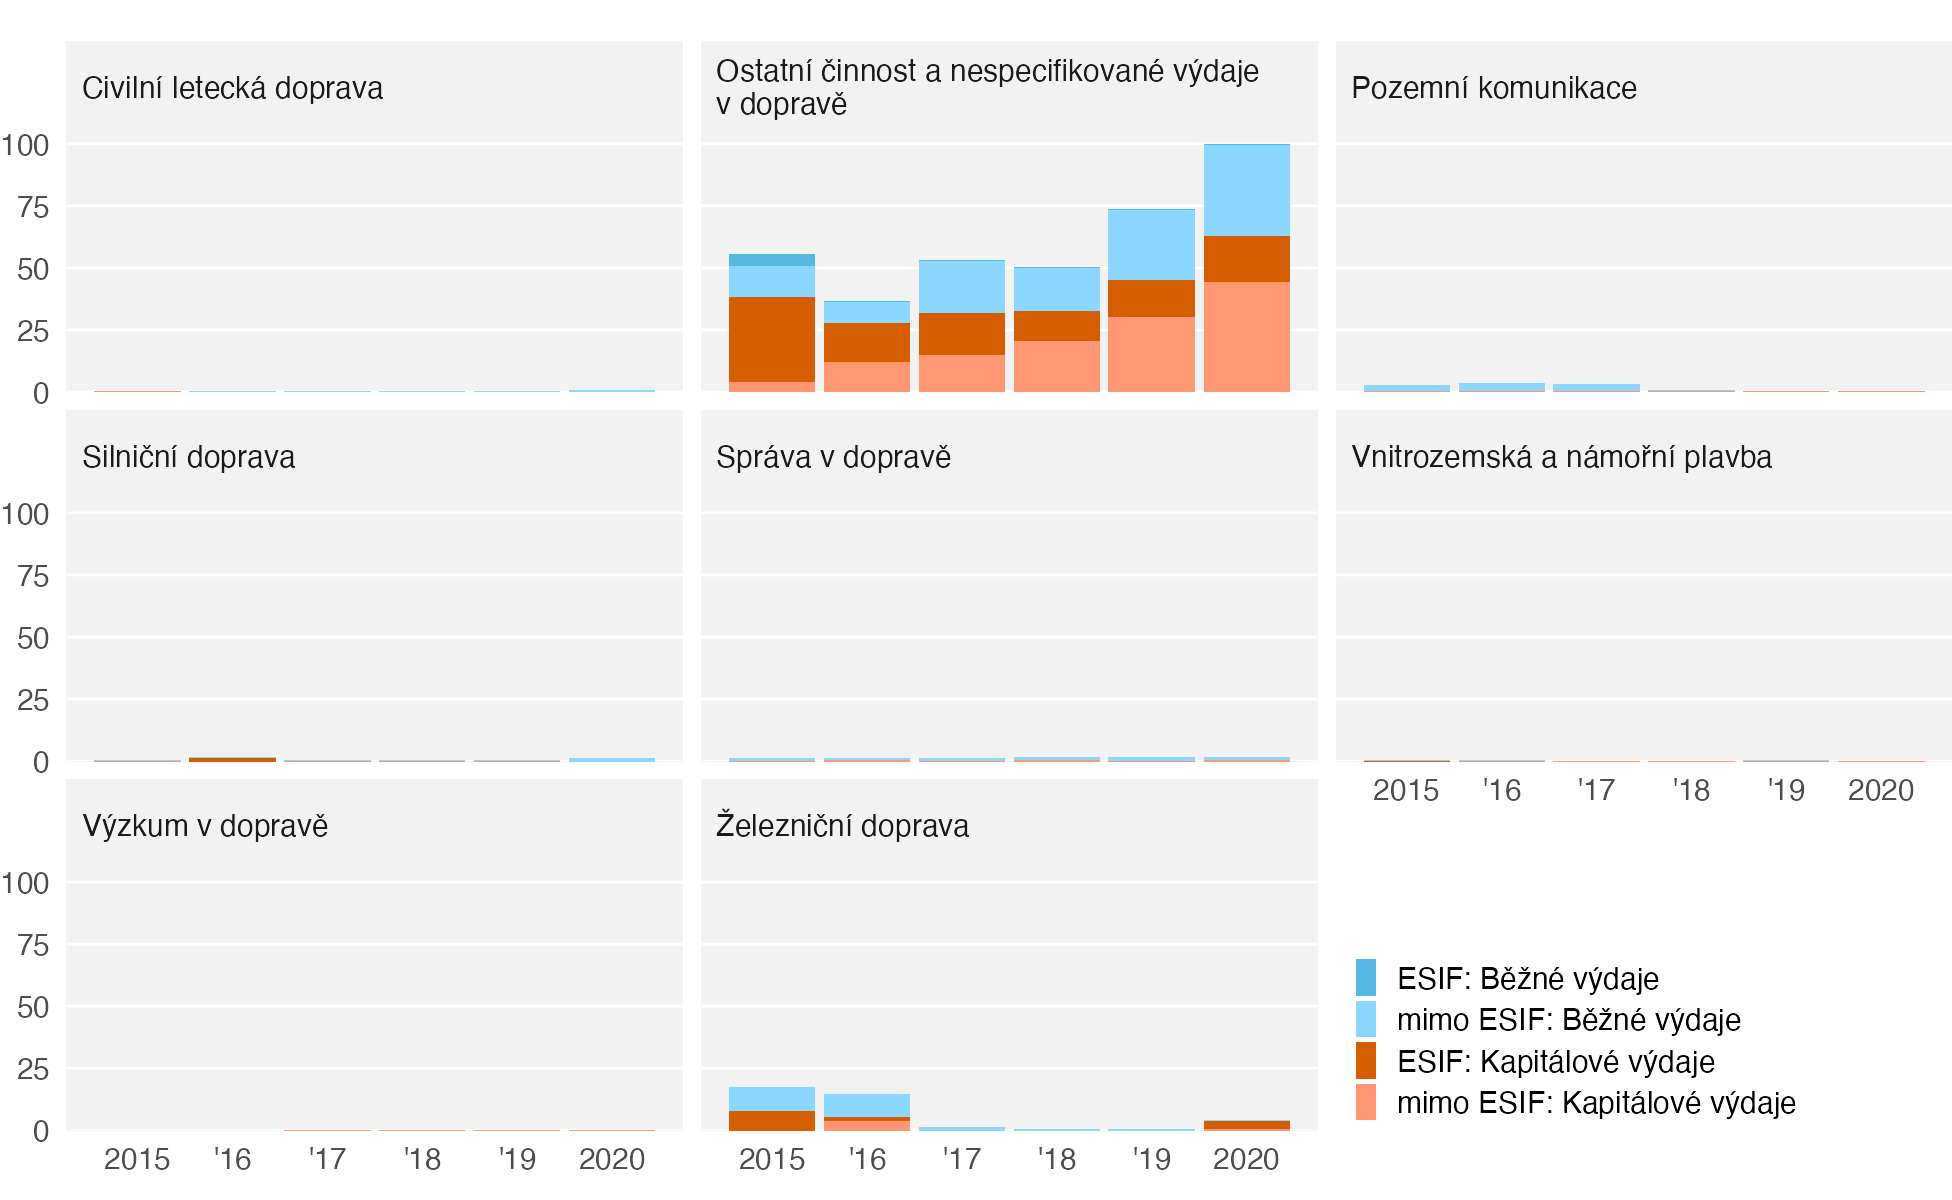 Civilní letecká doprava
Ostatní činnost a nespecifikované výdaje
v dopravě
Pozemní komunikace
100
75
50
25
0
Silniční doprava
Správa v dopravě
Vnitrozemská a námořní plavba
100
75
50
25
0
2015 '16 '17 '18 '19 2020
Výzkum v dopravě
Železniční doprava
100
75
50
25
0
2015 '16 '17 '18 '19 2020
2015 '16 '17 '18 '19 2020
ESIF: Běžné výdaje
mimo ESIF: Běžné výdaje
ESIF: Kapitálové výdaje
mimo ESIF: Kapitálové výdaje